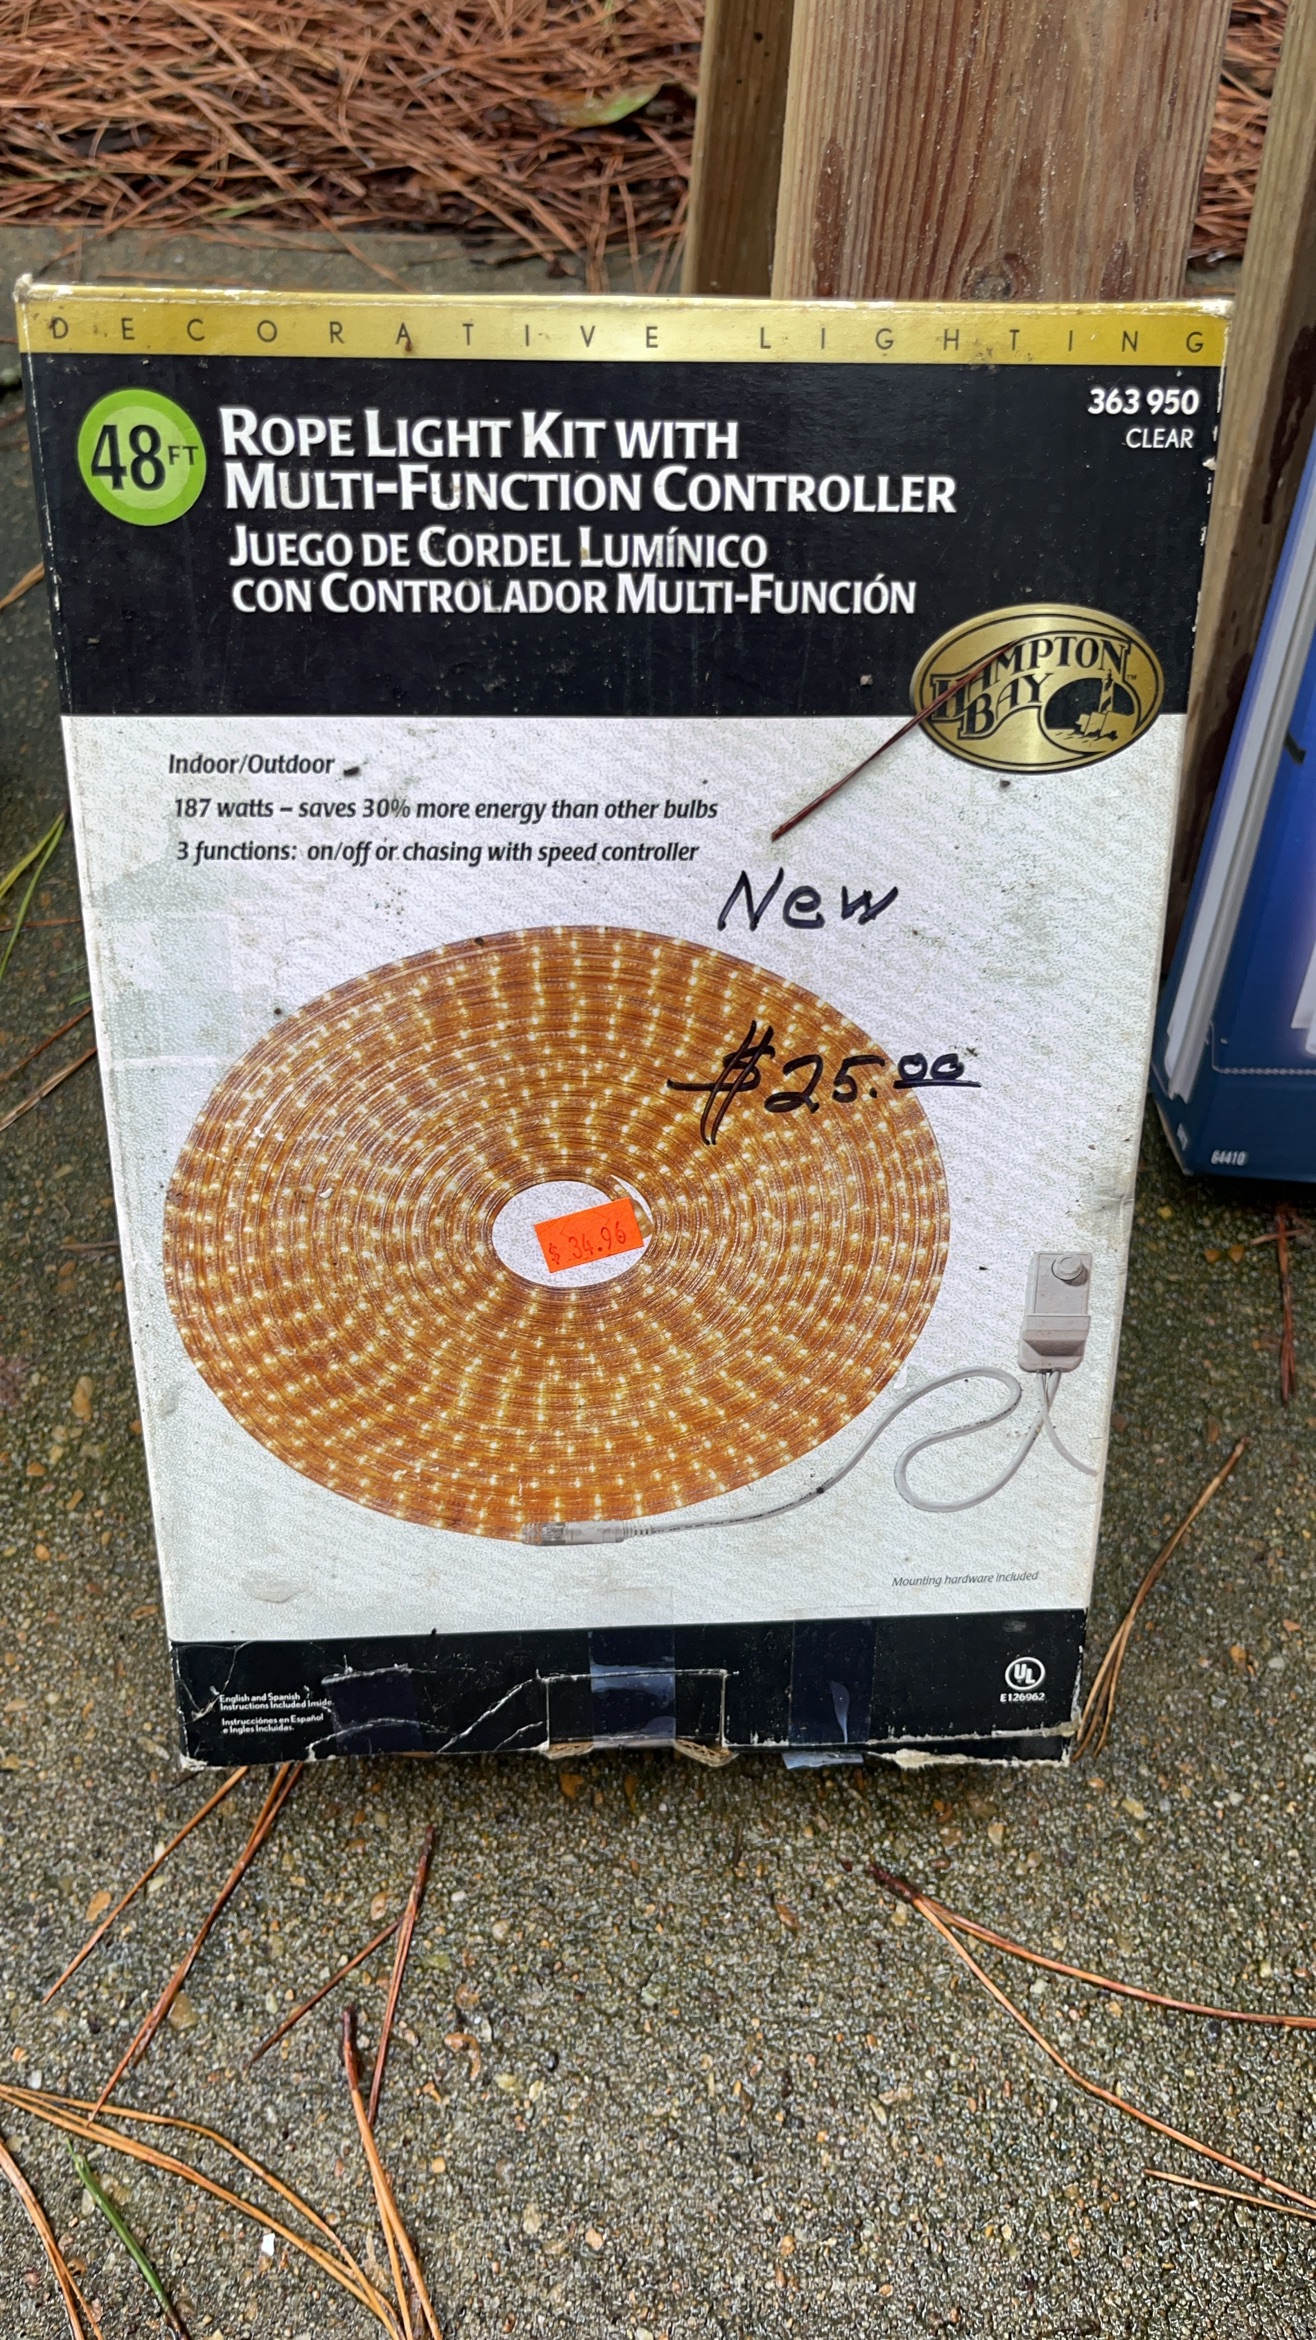 DECORATIVE LIGHTING
363 950
CLEAR
48 FT
ROPE LIGHT KIT WITH
MULTI-FUNCTION CONTROLLER
JUEGO DE CORDEL LUMÍNICO
CON CONTROLADOR MULTI-FUNCIÓN
HAMPTON
BAY
Indoor/Outdoor
187 watts – saves 30% more energy than other bulbs
3 functions: on/off or chasing with speed controller
New
$25.00
$ 34.96
64410
Mounting hardware included
UL
E126962
English and Spanish
Instructions Included Inside.
Instrucciónes en Español
e Ingles Incluidas.